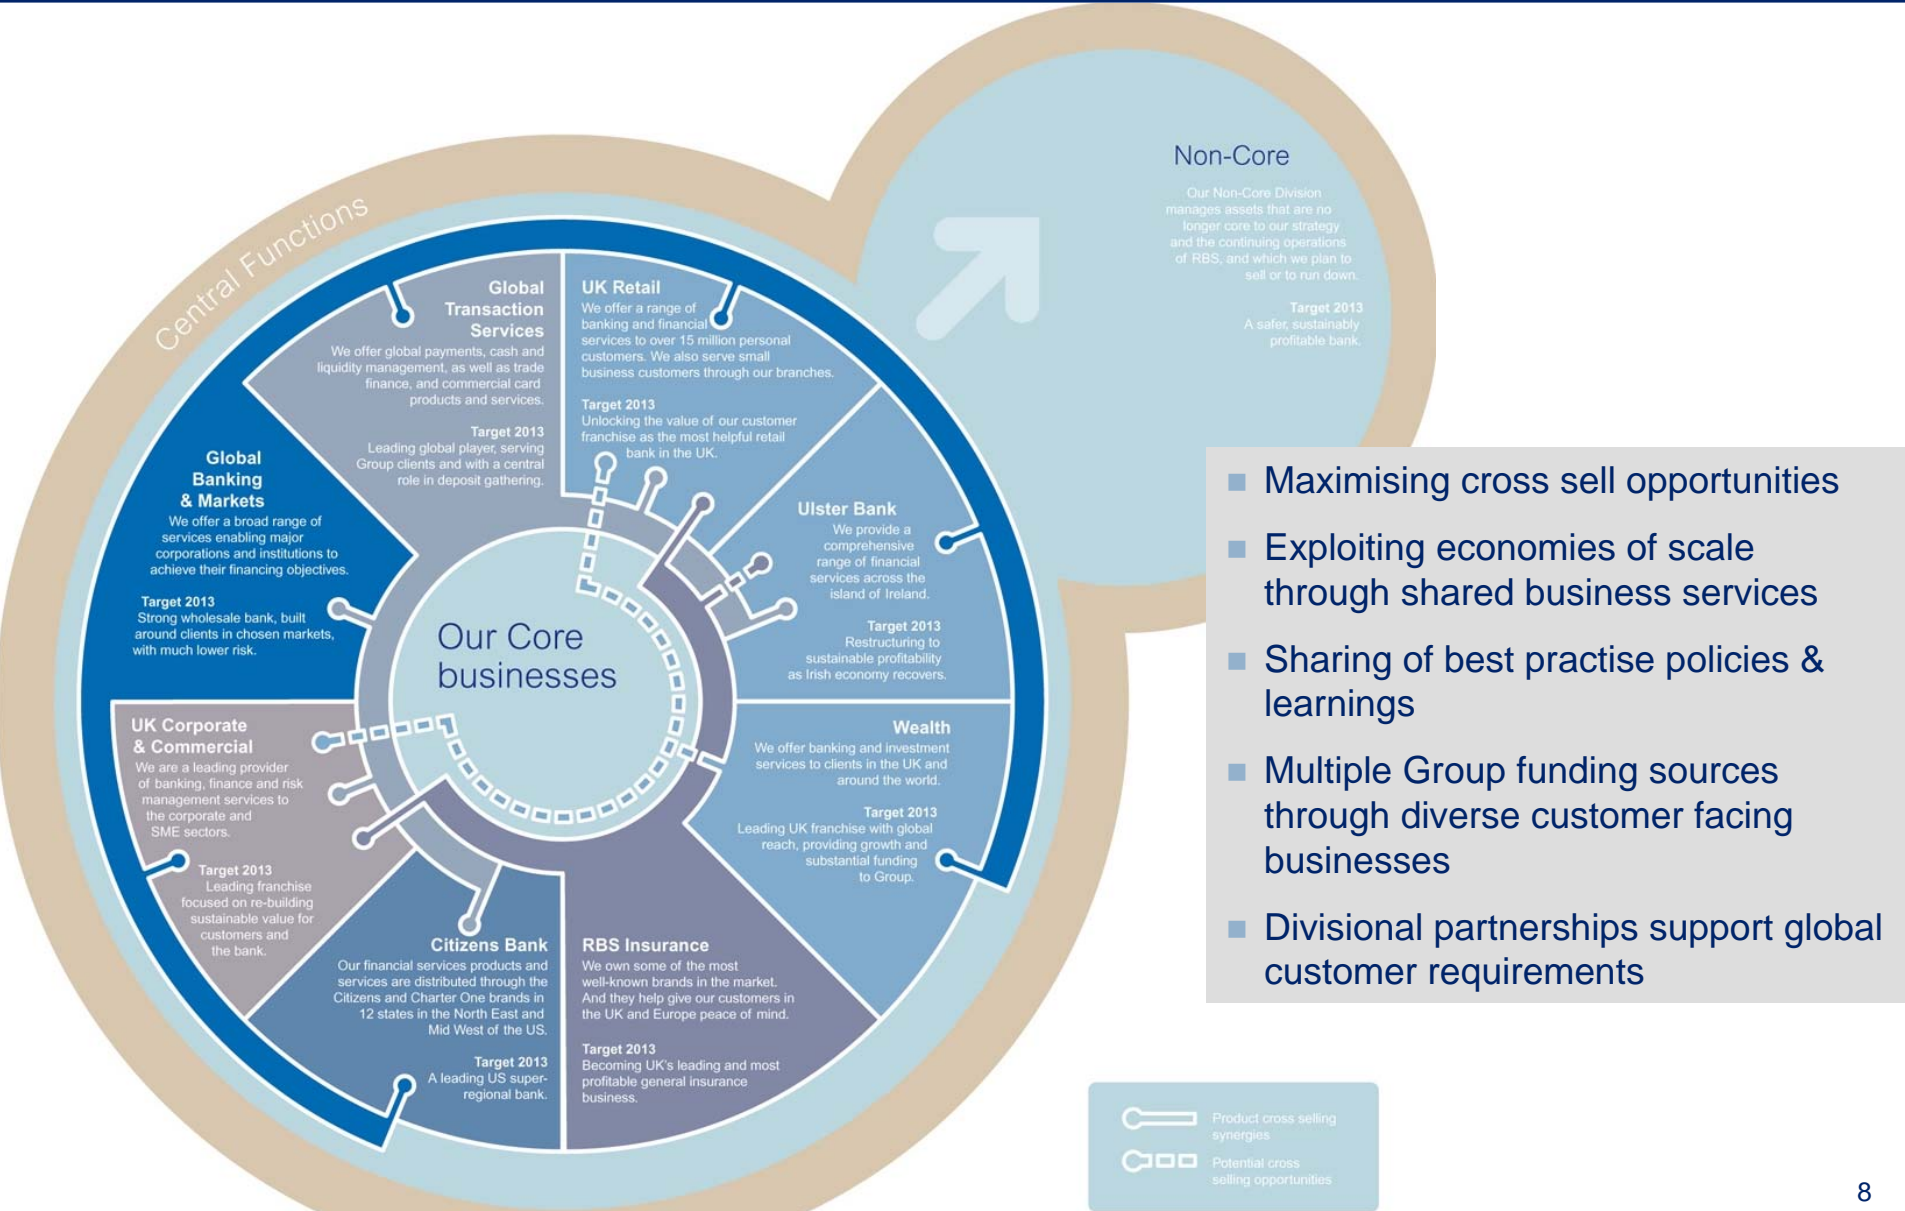 Central Functions
Non-Core
Our Non-Core Division
manages assets that are no
longer core to our strategy
and the continuing operations
of RBS, and which we plan to
sell or to run down.
Target 2013
A safer, sustainably
profitable bank.
Global
Transaction
Services
We offer global payments, cash and
liquidity management, as well as trade
finance, and commercial card
products and services.
Target 2013
Leading global player, serving
Group clients and with a central
role in deposit gathering.
UK Retail
We offer a range of
banking and financial
services to over 15 million personal
customers. We also serve small
business customers through our branches.
Target 2013
Unlocking the value of our customer
franchise as the most helpful retail
bank in the UK.
Global
Banking
& Markets
We offer a broad range of
services enabling major
corporations and institutions to
achieve their financing objectives.
Target 2013
Strong wholesale bank, built
around clients in chosen markets,
with much lower risk.
Ulster Bank
We provide a
comprehensive
range of financial
services across the
island of Ireland.
Target 2013
Restructuring to
sustainable profitability
as Irish economy recovers.
Our Core
businesses
UK Corporate
& Commercial
We are a leading provider
of banking, finance and risk
management services to
the corporate and
SME sectors.
Target 2013
Leading franchise
focused on re-building
sustainable value for
customers and
the bank.
Wealth
We offer banking and investment
services to clients in the UK and
around the world.
Target 2013
Leading UK franchise with global
reach, providing growth and
substantial funding
to Group.
Citizens Bank
Our financial services products and
services are distributed through the
Citizens and Charter One brands in
12 states in the North East and
Mid West of the US.
Target 2013
A leading US super-
regional bank.
RBS Insurance
We own some of the most
well-known brands in the market.
And they help give our customers in
the UK and Europe peace of mind.
Target 2013
Becoming UK's leading and most
profitable general insurance
business.
Maximising cross sell opportunities
Exploiting economies of scale
through shared business services
Sharing of best practise policies &
learnings
Multiple Group funding sources
through diverse customer facing
businesses
Divisional partnerships support global
customer requirements
Product cross selling
synergies
Potential cross
selling opportunities
8